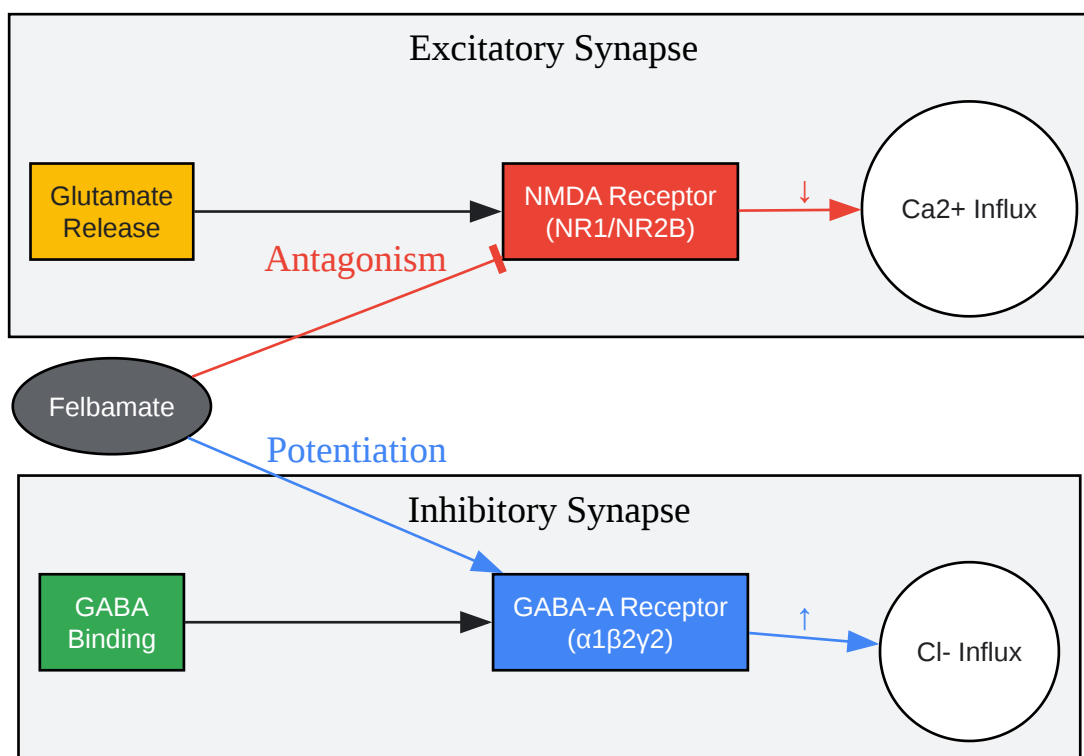 Excitatory Synapse
Glutamate
Release
NMDA Receptor
(NR1/NR2B)
↓
Ca2+ Influx
Antagonism
Felbamate
Potentiation
Inhibitory Synapse
GABA
Binding
GABA-A Receptor
(α1β2γ2)
↑
Cl- Influx